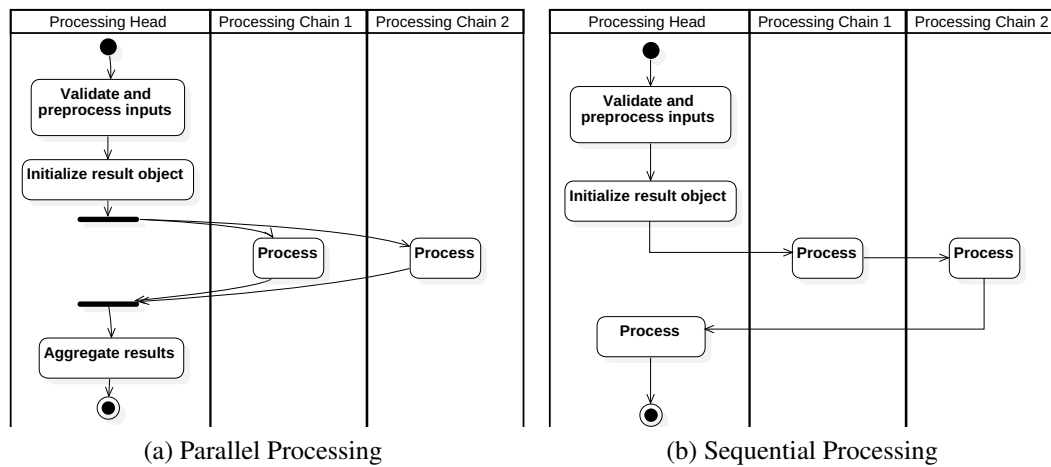 Processing Head Processing Chain 1 Processing Chain 2
Validate and
preprocess inputs
Initialize result object
Process Process
Aggregate results
(a) Parallel Processing
Processing Head Processing Chain 1 Processing Chain 2
Validate and
preprocess inputs
Initialize result object
Process Process
Process
(b) Sequential Processing